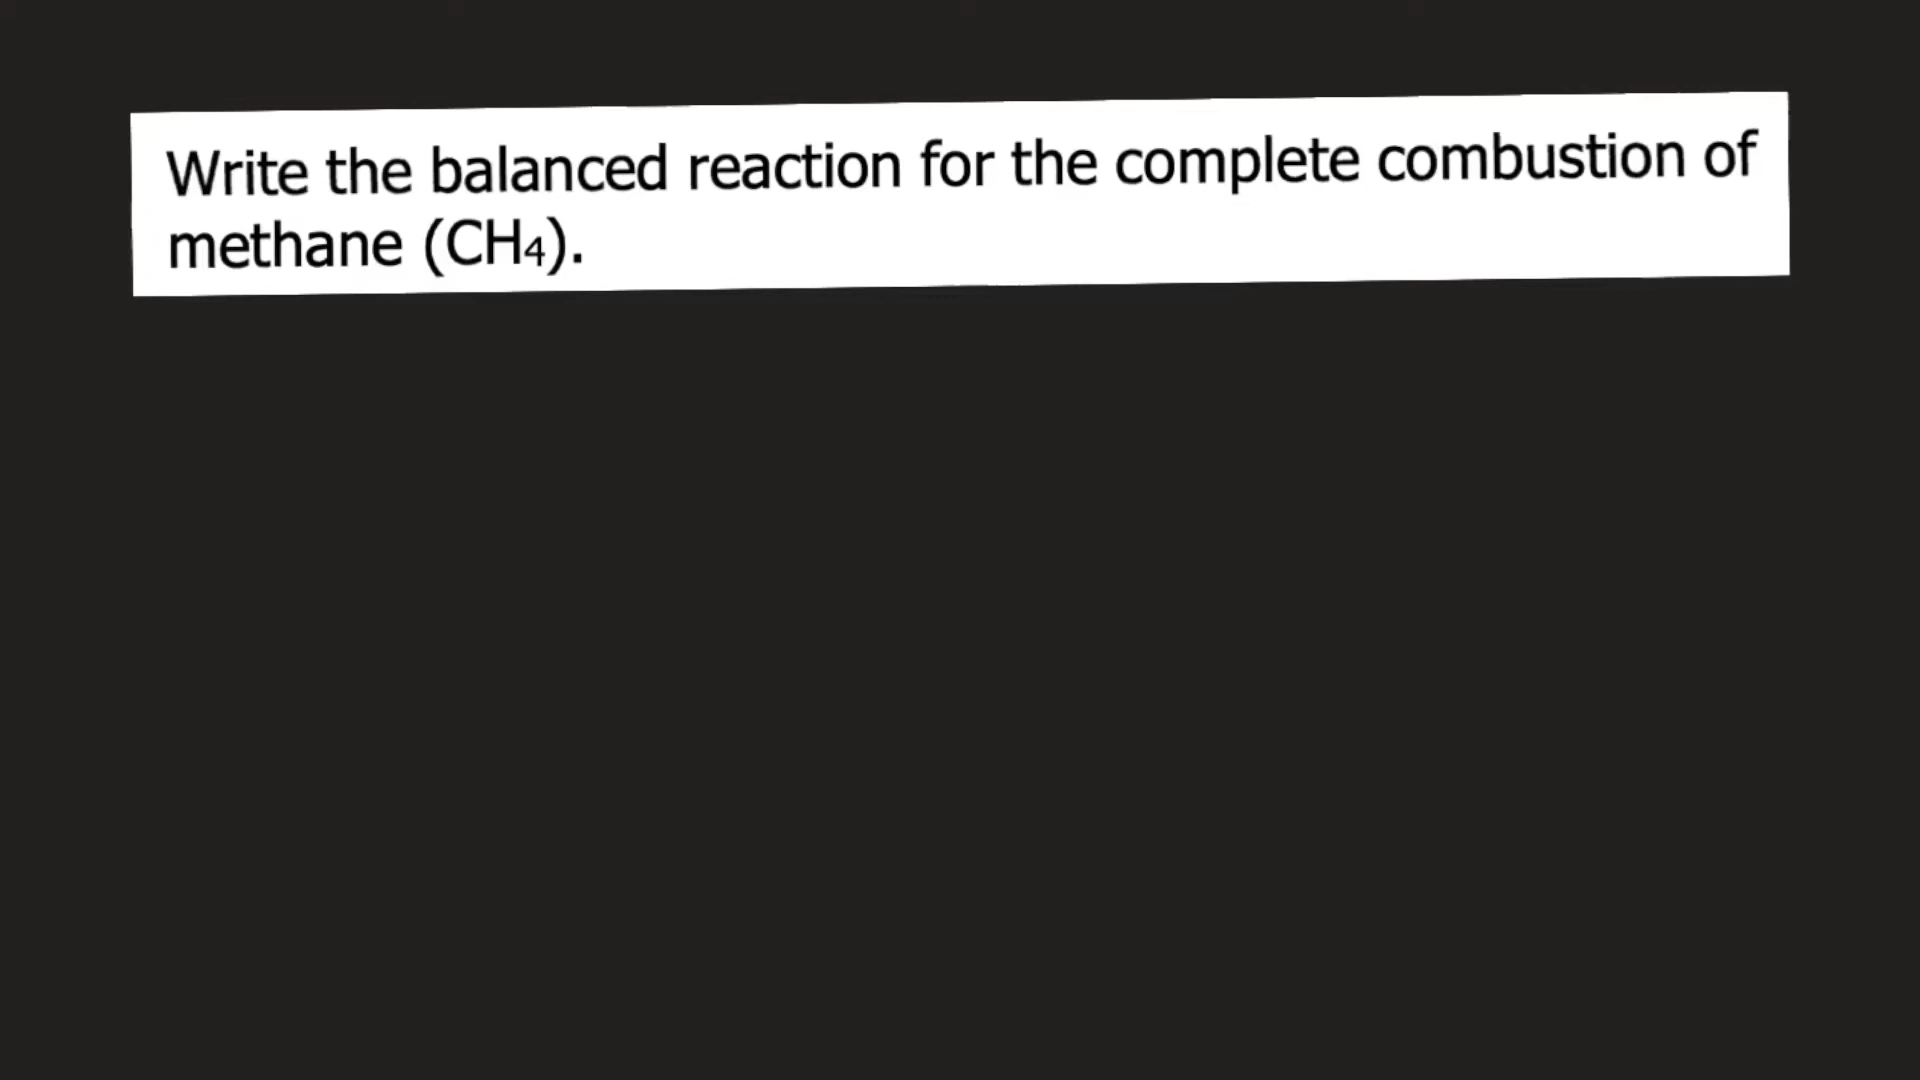 Write the balanced reaction for the complete combustion of
methane (CH₄).